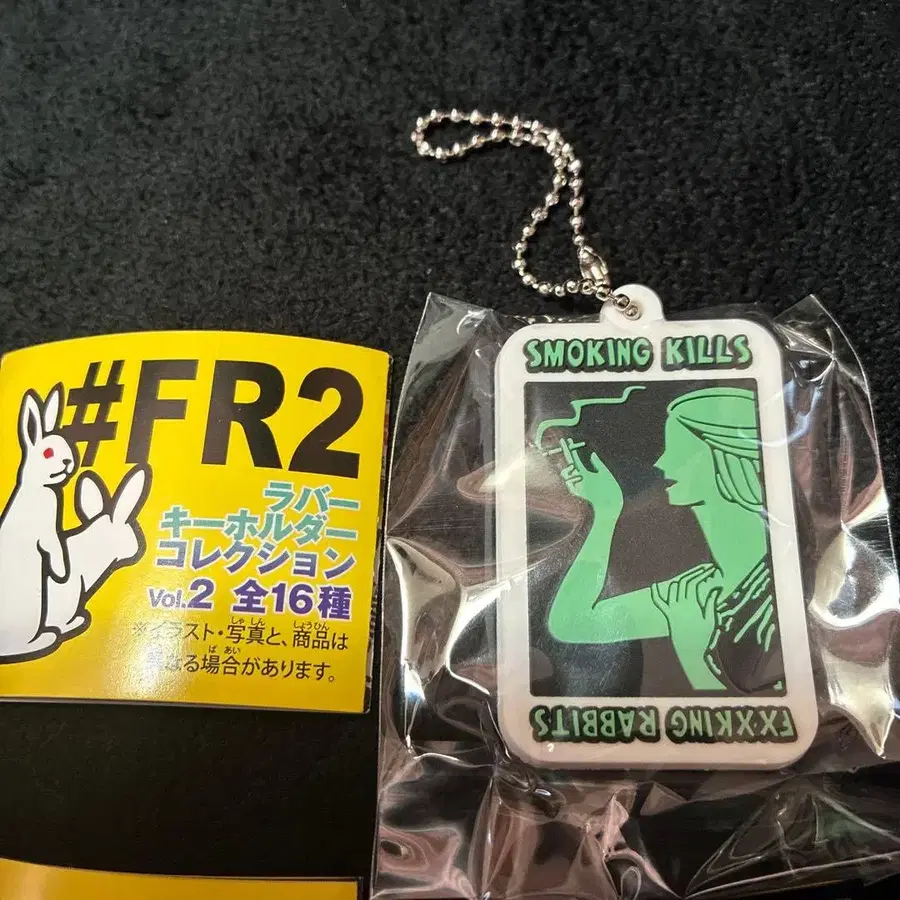 #FR2
ラバー
キーホルダー
コレクション
Vol.2 全16種
※イラスト・写真と、商品は
異なる場合があります。
SMOKING KILLS
FXXKING RABBITS